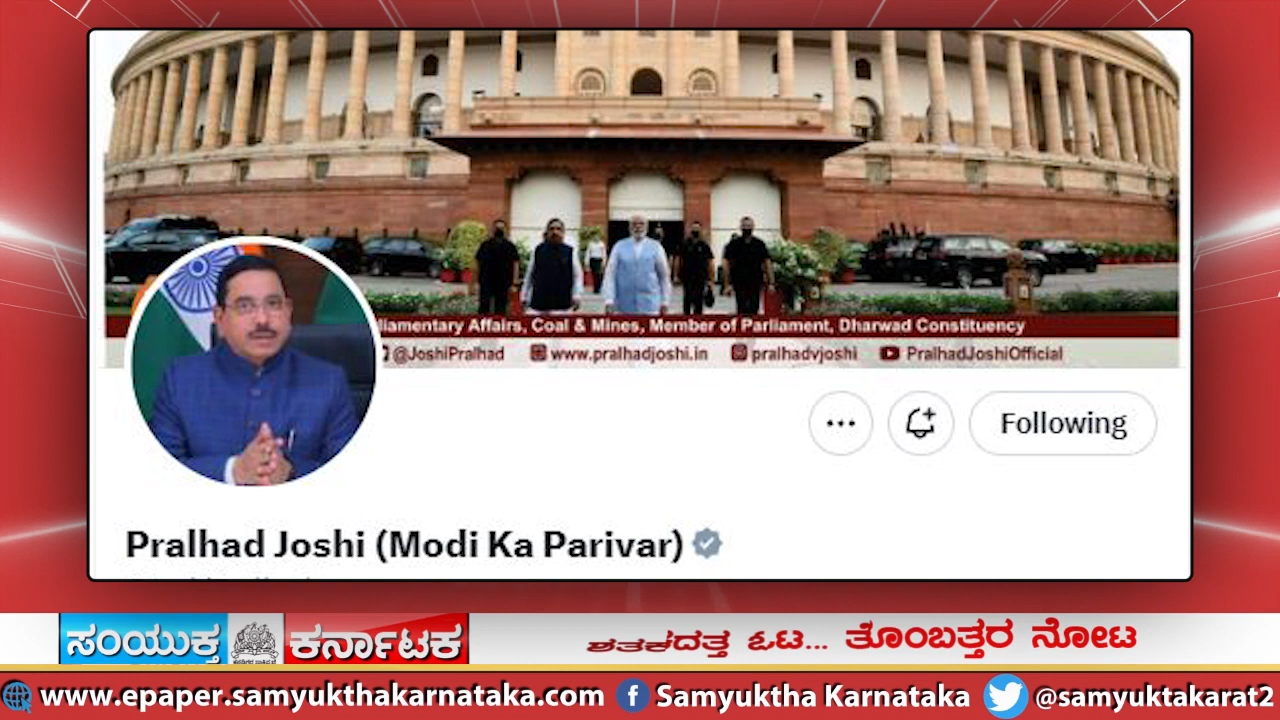 liamentary Affairs, Coal & Mines, Member of Parliament, Dharwad Constituency
@JoshiPralhad www.pralhadjoshi.in pralhadvjoshi PralhadJoshiOfficial
Following
Pralhad Joshi (Modi Ka Parivar)
ಸಂಯುಕ್ತ ಕರ್ನಾಟಕ
ಶತಕದತ್ತ ಓಟ... ತೊಂಬತ್ತರ ನೋಟ
www.epaper.samyukthakarnataka.com Samyuktha Karnataka @samyuktakarat2